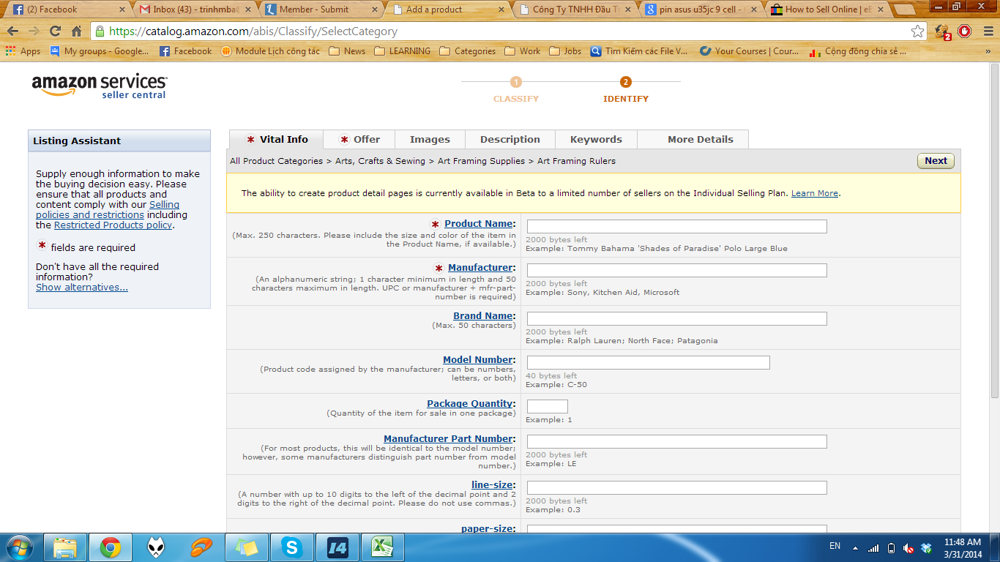 (2) Facebook
Inbox (43) - trinhmba@
Member - Submit
Add a product
Công Ty TNHH Đầu T
pin asus u35jc 9 cell -
How to Sell Online | eB
https://catalog.amazon.com/abis/Classify/SelectCategory
2
Apps
My groups - Google...
Facebook
Module Lịch công tác
News
LEARNING
Categories
Work
Jobs
Tìm Kiếm các File V...
Your Courses | Cour...
Cộng đồng chia sẻ ...
»
amazon services
seller central
1
CLASSIFY
2
IDENTIFY
Listing Assistant
Supply enough information to make
the buying decision easy. Please
ensure that all products and
content comply with our Selling
policies and restrictions including
the Restricted Products policy.
* fields are required
Don't have all the required
information?
Show alternatives...
* Vital Info
* Offer
Images
Description
Keywords
More Details
All Product Categories > Arts, Crafts & Sewing > Art Framing Supplies > Art Framing Rulers
Next
The ability to create product detail pages is currently available in Beta to a limited number of sellers on the Individual Selling Plan. Learn More.
* Product Name:
(Max. 250 characters. Please include the size and color of the item in
the Product Name, if available.)
2000 bytes left
Example: Tommy Bahama 'Shades of Paradise' Polo Large Blue
* Manufacturer:
(An alphanumeric string; 1 character minimum in length and 50
characters maximum in length. UPC or manufacturer + mfr-part-
number is required)
2000 bytes left
Example: Sony, Kitchen Aid, Microsoft
Brand Name:
(Max. 50 characters)
2000 bytes left
Example: Ralph Lauren; North Face; Patagonia
Model Number:
(Product code assigned by the manufacturer; can be numbers,
letters, or both)
40 bytes left
Example: C-50
Package Quantity:
(Quantity of the item for sale in one package)
Example: 1
Manufacturer Part Number:
(For most products, this will be identical to the model number;
however, some manufacturers distinguish part number from model
number.)
2000 bytes left
Example: LE
line-size:
(A number with up to 10 digits to the left of the decimal point and 2
digits to the right of the decimal point. Please do not use commas.)
2000 bytes left
Example: 0.3
paper-size:
EN
11:48 AM
3/31/2014